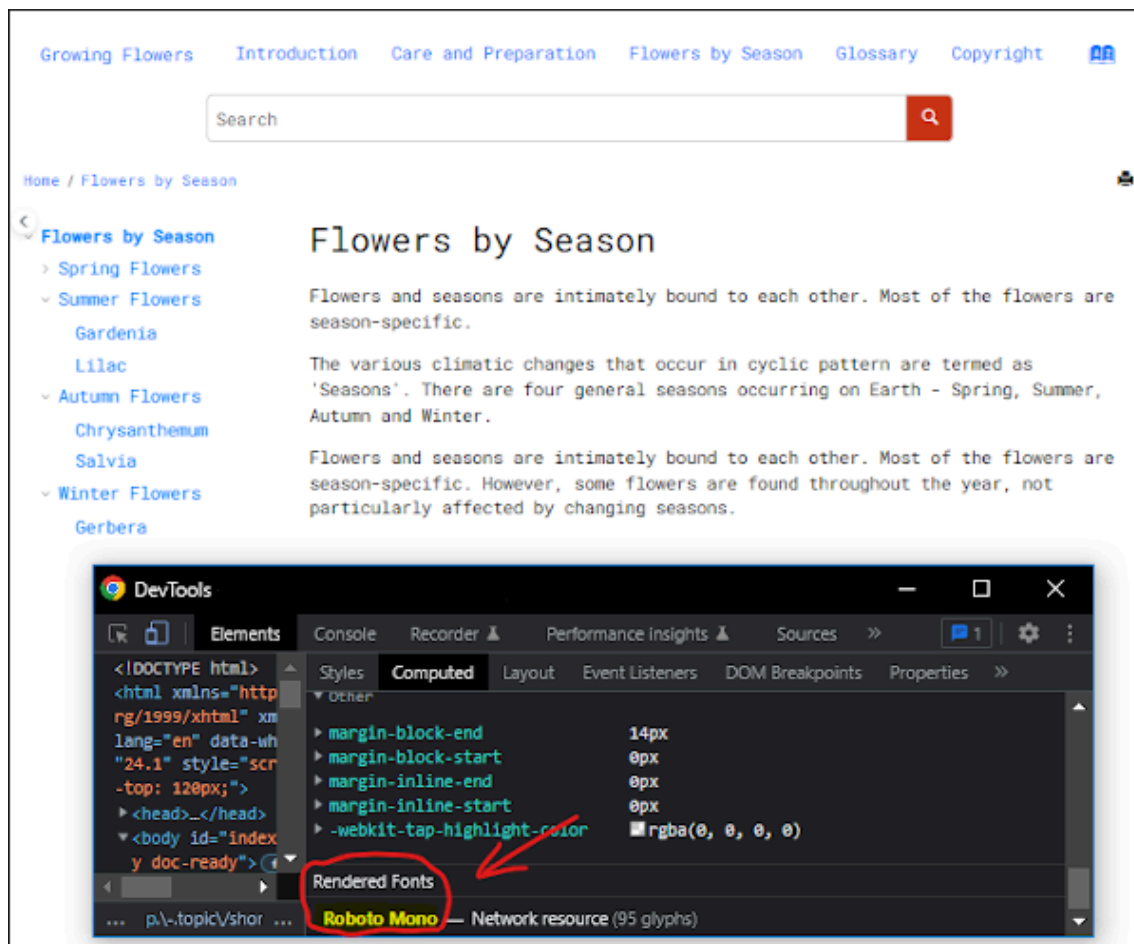 Growing Flowers Introduction Care and Preparation Flowers by Season Glossary Copyright
Search
Home / Flowers by Season
Flowers by Season
Spring Flowers
Summer Flowers
Gardenia
Lilac
Autumn Flowers
Chrysanthemum
Salvia
Winter Flowers
Gerbera
Flowers by Season
Flowers and seasons are intimately bound to each other. Most of the flowers are
season-specific.
The various climatic changes that occur in cyclic pattern are termed as
'Seasons'. There are four general seasons occurring on Earth - Spring, Summer,
Autumn and Winter.
Flowers and seasons are intimately bound to each other. Most of the flowers are
season-specific. However, some flowers are found throughout the year, not
particularly affected by changing seasons.
DevTools
Elements Console Recorder Performance insights Sources » 1
<!DOCTYPE html>
<html xmlns="http
rg/1999/xhtml" xm
lang="en" data-wh
"24.1" style="scr
-top: 120px;">
<head>…</head>
<body id="index
y doc-ready">
... p.\-.topic\/shor ...
Styles Computed Layout Event Listeners DOM Breakpoints Properties »
Other
margin-block-end 14px
margin-block-start 0px
margin-inline-end 0px
margin-inline-start 0px
-webkit-tap-highlight-color rgba(0, 0, 0, 0)
Rendered Fonts
Roboto Mono — Network resource (95 glyphs)